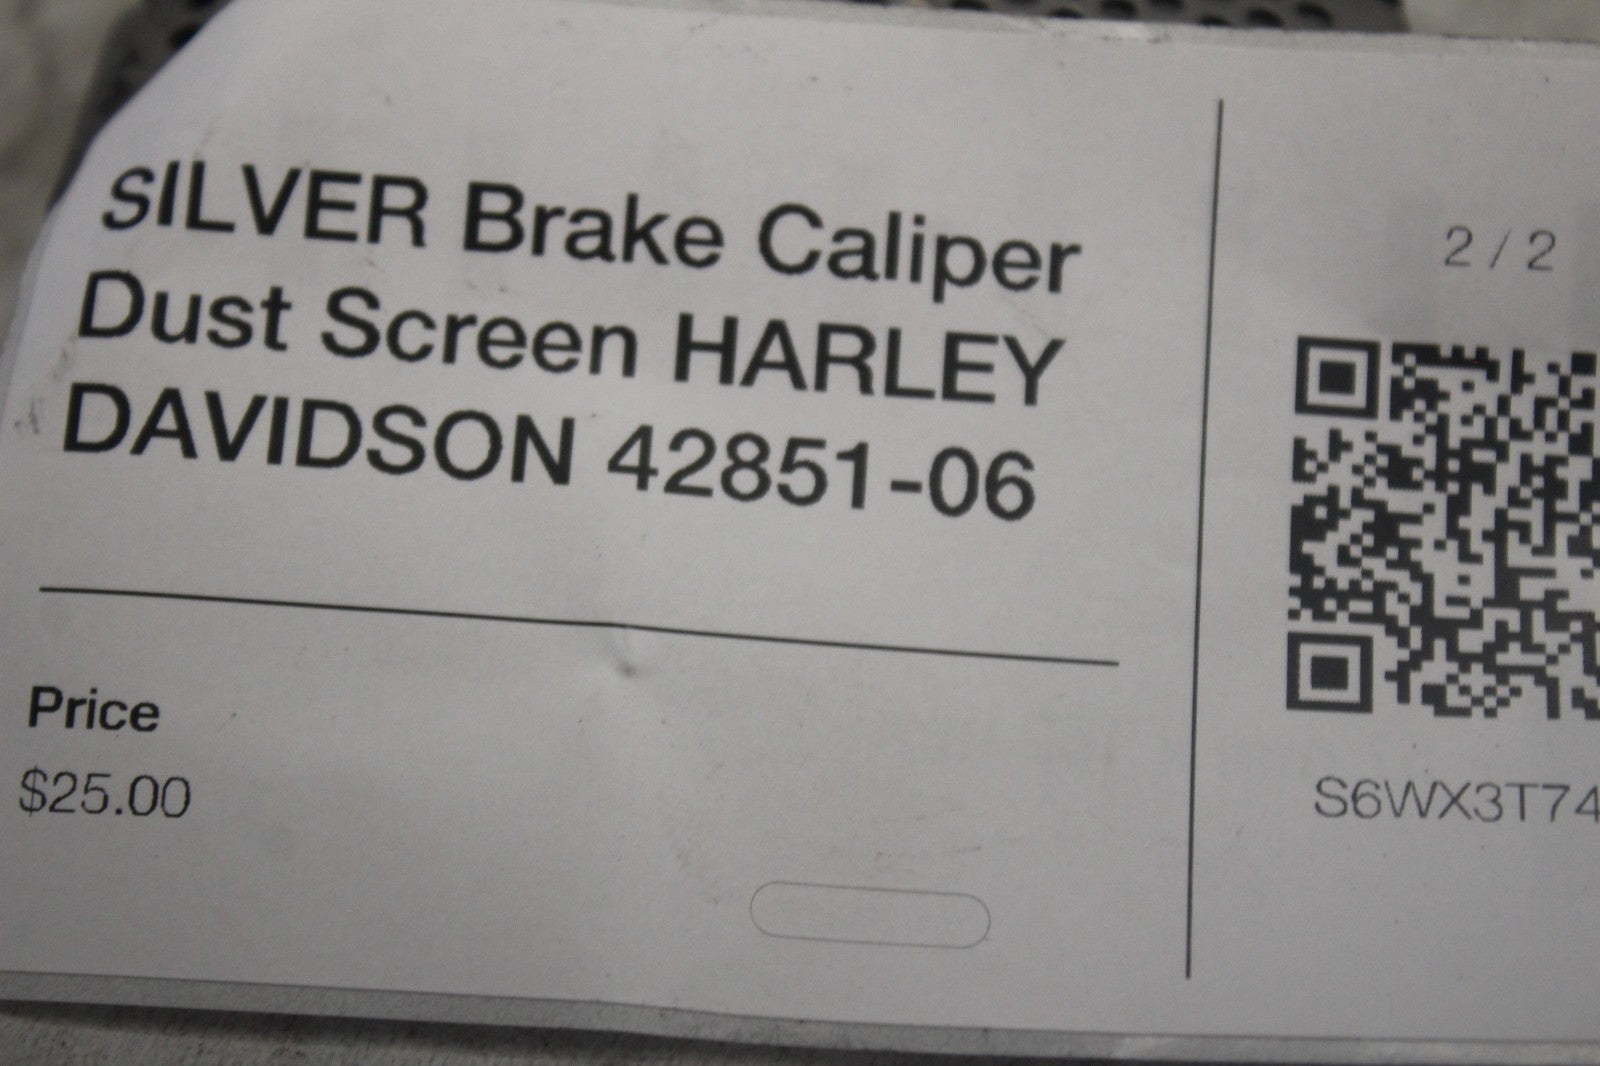 SILVER Brake Caliper
Dust Screen HARLEY
DAVIDSON 42851-06
Price
$25.00
2 / 2
S6WX3T74